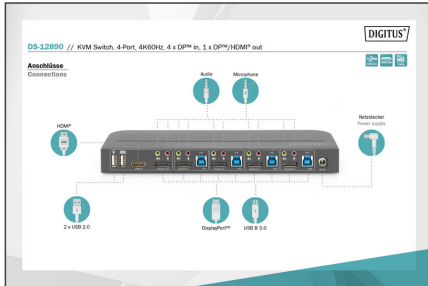 DIGITUS®
DS-12890 // KVM Switch, 4-Port, 4K60Hz, 4 x DP™ in, 1 x DP™/HDMI® out
Anschlüsse
Connections
Audio
Microphone
HDMI®
Netzstecker
Power supply
2 x USB 2.0
DisplayPort™
USB B 3.0